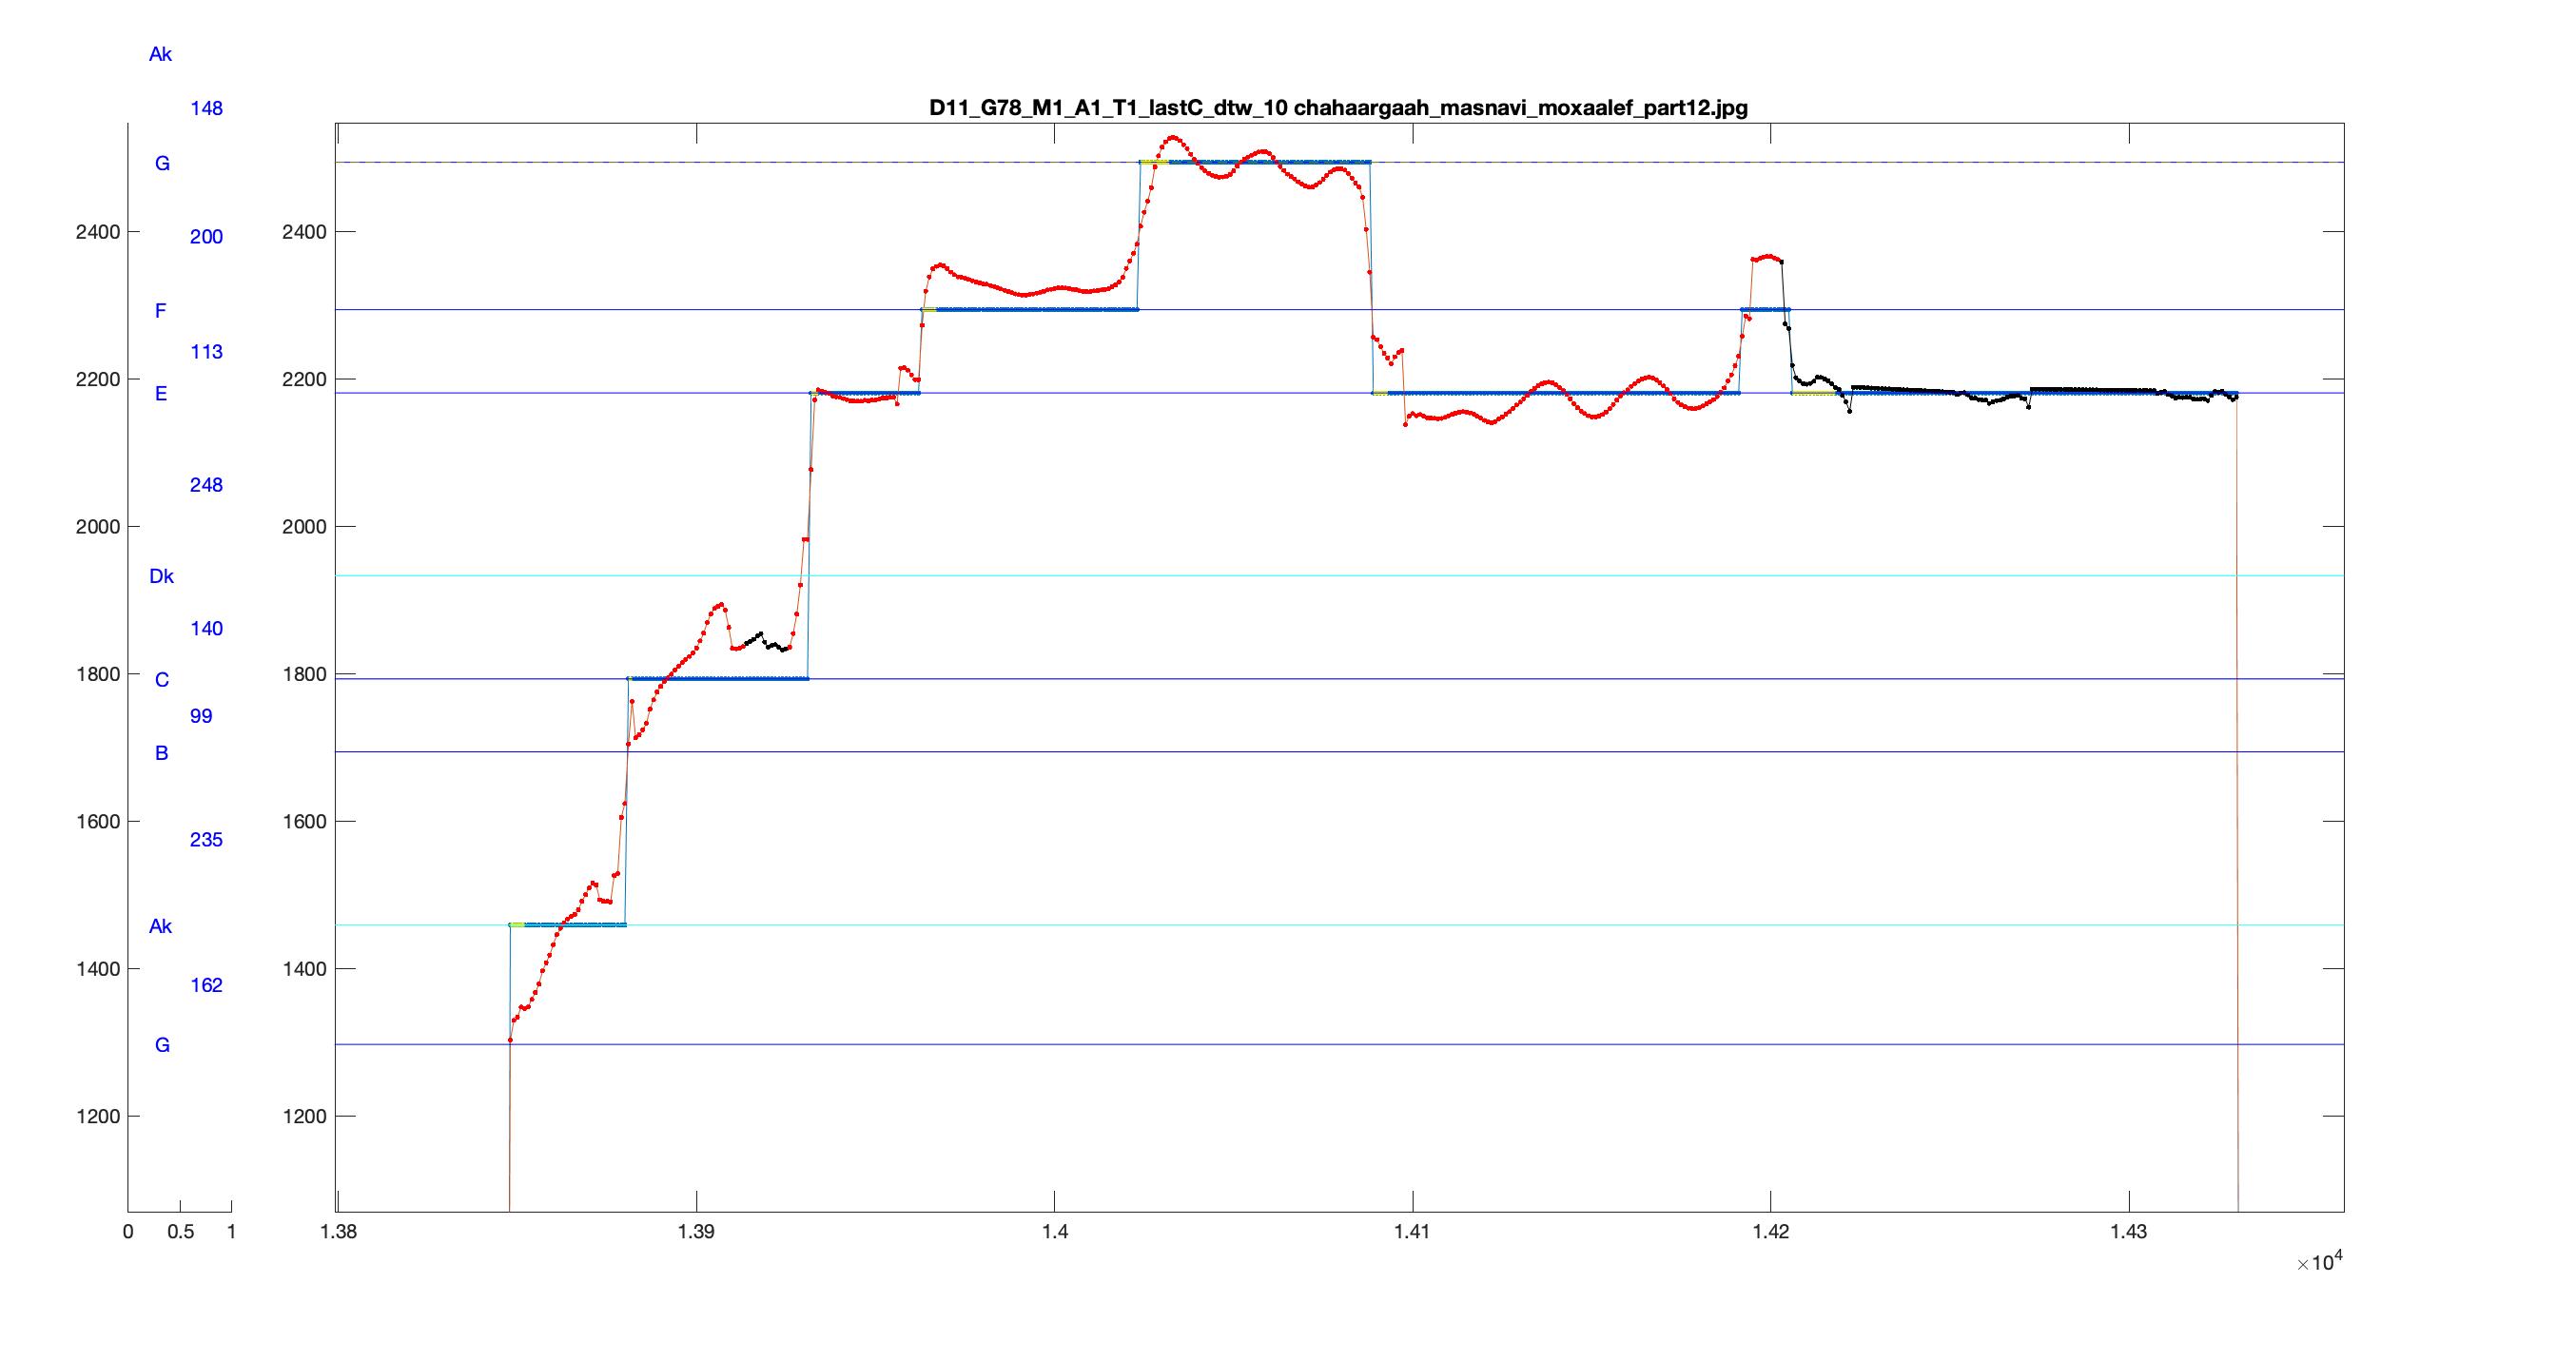 D11_G78_M1_A1_T1_lastC_dtw_10 chahaargaah_masnavi_moxaalef_part12.jpg
Ak
148
G
200
F
113
E
248
Dk
140
C
99
B
235
Ak
162
G
2400
2200
2000
1800
1600
1400
1200
0 0.5 1
2400
2200
2000
1800
1600
1400
1200
1.38 1.39 1.4 1.41 1.42 1.43
×10⁴